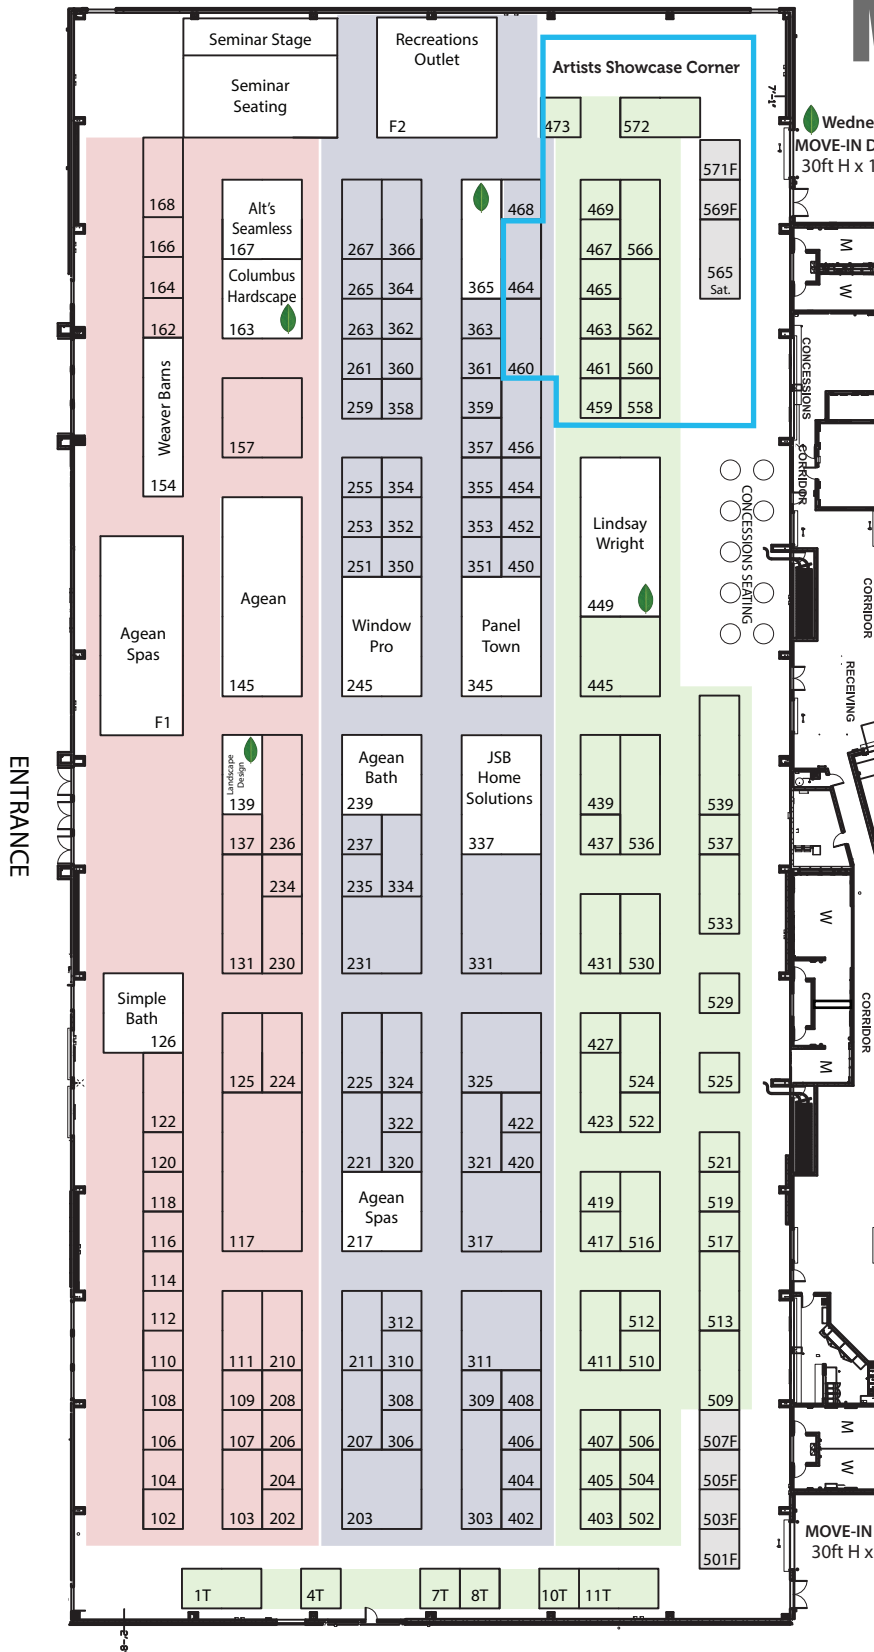 M
Seminar Stage
Seminar
Seating
Recreations
Outlet
F2
Artists Showcase Corner
473
572
7'-1"
Wedne
MOVE-IN D
30ft H x 1
571F
569F
565
Sat.
168
166
164
162
Alt's
Seamless
167
Columbus
Hardscape
163
267 366
265 364
263 362
261 360
259 358
365
468
464
363
361 460
359
357 456
469
467 566
465
463 562
461 560
459 558
M
W
CONCESSIONS
CORRIDOR
Weaver Barns
154
157
255 354
253 352
251 350
355 454
353 452
351 450
Lindsay
Wright
449
CONCESSIONS SEATING
CORRIDOR
RECEIVING
Agean
Spas
F1
Agean
145
Window
Pro
245
Panel
Town
345
445
ENTRANCE
Landscape
Design
139
137 236
234
131 230
Agean
Bath
239
237
235 334
231
JSB
Home
Solutions
337
331
439
437 536
431 530
539
537
533
529
525
W
M
CORRIDOR
Simple
Bath
126
122
120
118
116
114
112
110
108
106
104
102
125 224
117
111 210
109 208
107 206
204
103 202
225 324
322
221 320
Agean
Spas
217
312
211 310
308
207 306
203
325
422
321 420
317
311
309 408
406
404
303 402
427
524
423 522
419
417 516
512
411 510
407 506
405 504
403 502
521
519
517
513
509
507F
505F
503F
501F
M
W
MOVE-IN
30ft H x
1T
4T
7T
8T
10T
11T
2'-8